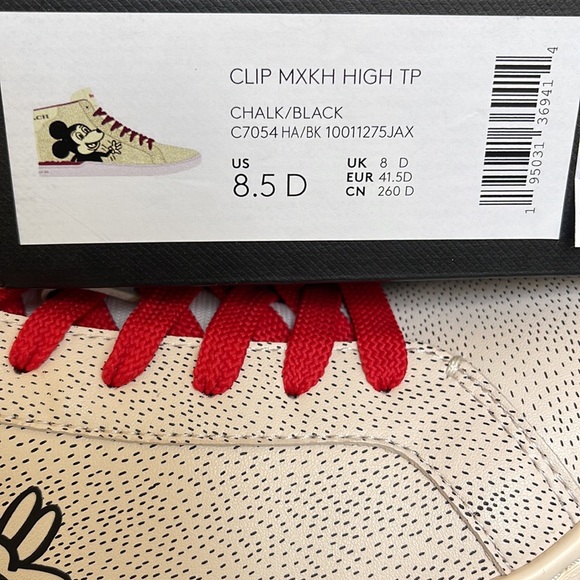 CLIP MXKH HIGH TP
CHALK/BLACK
C7054 HA/BK 10011275JAX
US
8.5 D
UK 8 D
EUR 41.5D
CN 260 D
1 95031 36941 4